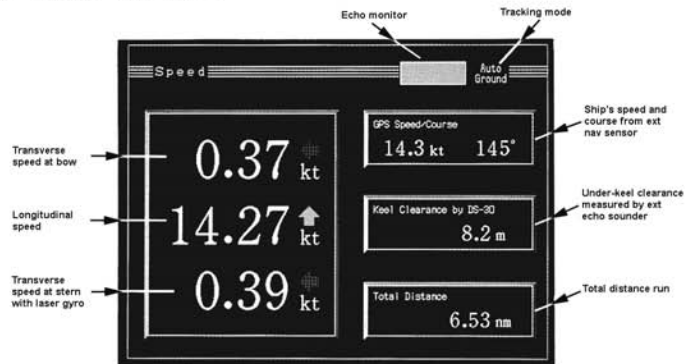 Echo monitor
Tracking mode
Speed
Auto
Ground
Transverse
speed at bow
0.37 kt
Longitudinal
speed
14.27 kt
Transverse
speed at stern
with laser gyro
0.39 kt
GPS Speed/Course
14.3 kt 145°
Ship's speed and
course from ext
nav sensor
Keel Clearance by DS-30
8.2 m
Under-keel clearance
measured by ext
echo sounder
Total Distance
6.53 nm
Total distance run